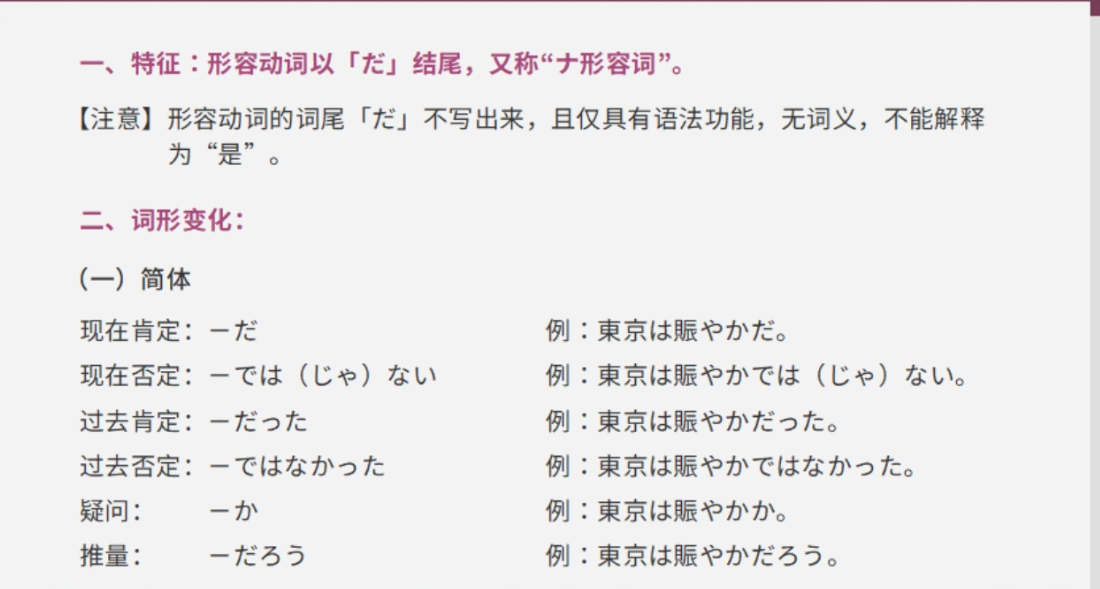 一、特征：形容动词以「だ」结尾，又称“ナ形容词”。
【注意】形容动词的词尾「だ」不写出来，且仅具有语法功能，无词义，不能解释
为“是”。
二、词形变化：
（一）简体
现在肯定：－だ 例：東京は賑やかだ。
现在否定：－では（じゃ）ない 例：東京は賑やかでは（じゃ）ない。
过去肯定：－だった 例：東京は賑やかだった。
过去否定：－ではなかった 例：東京は賑やかではなかった。
疑问： －か 例：東京は賑やかか。
推量： －だろう 例：東京は賑やかだろう。